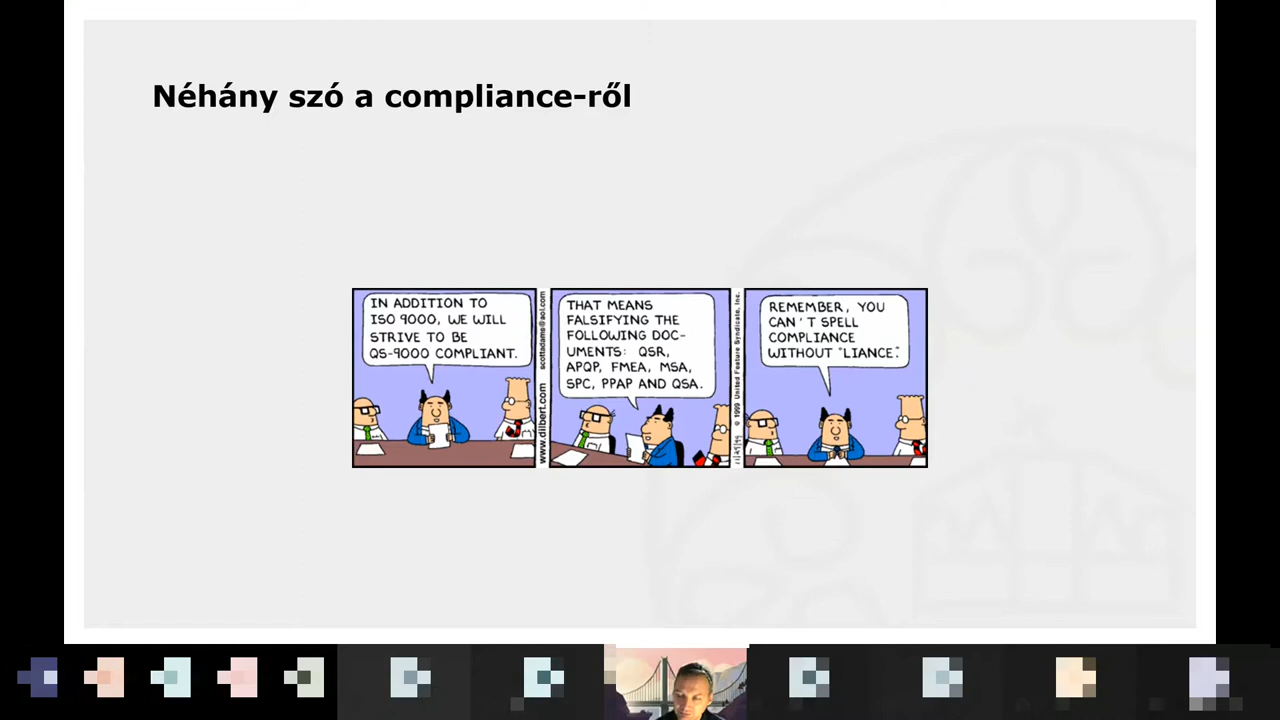 Néhány szó a compliance-ről
IN ADDITION TO
ISO 9000, WE WILL
STRIVE TO BE
QS-9000 COMPLIANT.
www.dilbert.com scottadams@aol.com
THAT MEANS
FALSIFYING THE
FOLLOWING DOC-
UMENTS: QSR,
APQP, FMEA, MSA,
SPC, PPAP AND QSA.
© 1999 United Feature Syndicate, Inc.
REMEMBER, YOU
CAN'T SPELL
COMPLIANCE
WITHOUT "LIANCE."